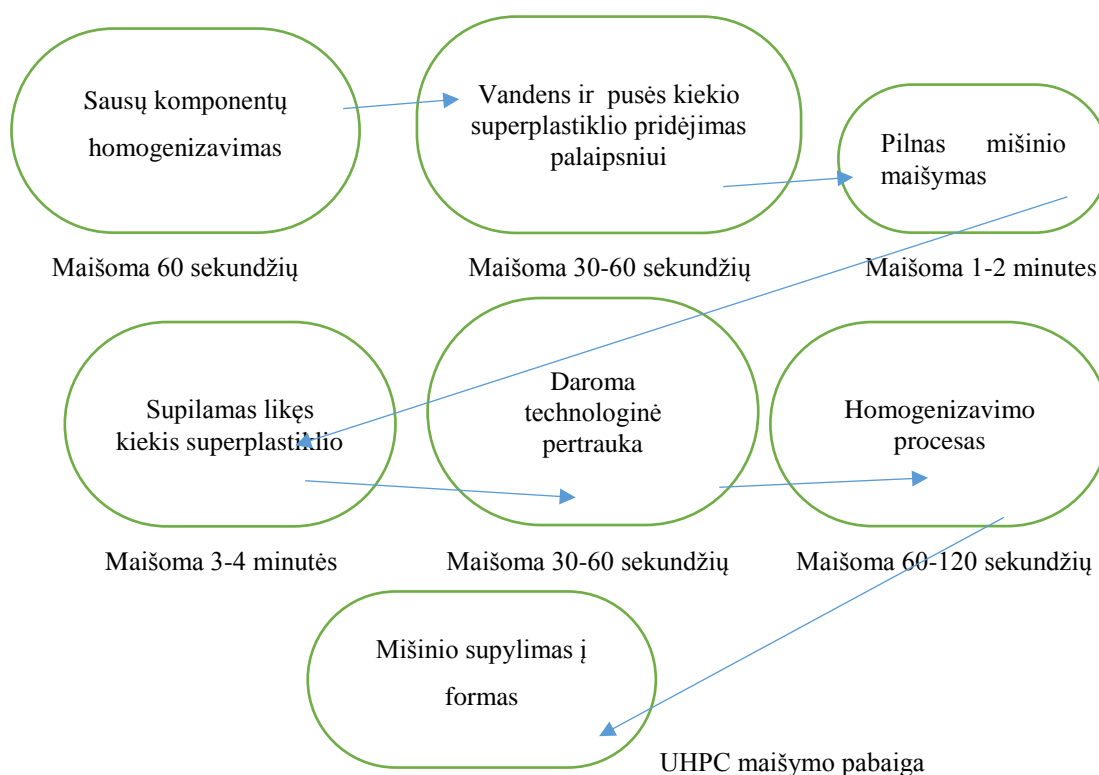 Sausų komponentų
homogenizavimas
Vandens ir pusės kiekio
superplastiklio pridėjimas
palaipsniui
Pilnas mišinio
maišymas
Maišoma 60 sekundžių
Maišoma 30-60 sekundžių
Maišoma 1-2 minutes
Supilamas likęs
kiekis superplastiklio
Daroma
technologinė
pertrauka
Homogenizavimo
procesas
Maišoma 3-4 minutės
Maišoma 30-60 sekundžių
Maišoma 60-120 sekundžių
Mišinio supylimas į
formas
UHPC maišymo pabaiga